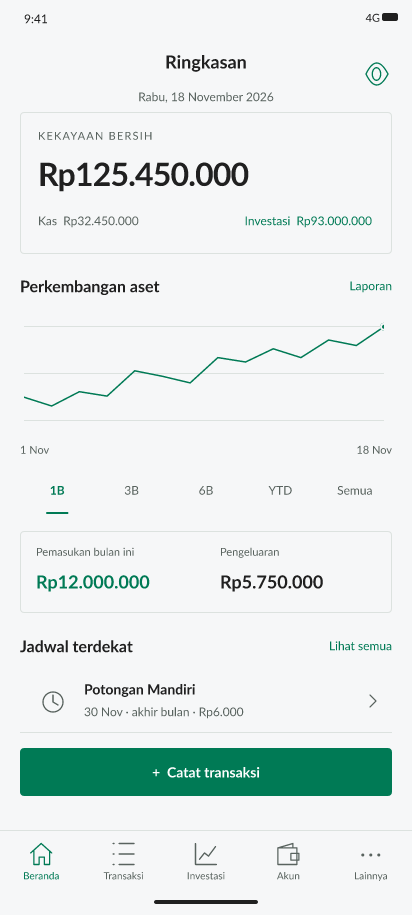 9:41
4G
Ringkasan
Rabu, 18 November 2026
KEKAYAAN BERSIH
Rp125.450.000
Kas Rp32.450.000
Investasi Rp93.000.000
Perkembangan aset
Laporan
1 Nov
18 Nov
1B
3B
6B
YTD
Semua
Pemasukan bulan ini
Pengeluaran
Rp12.000.000
Rp5.750.000
Jadwal terdekat
Lihat semua
Potongan Mandiri
30 Nov · akhir bulan · Rp6.000
+ Catat transaksi
Beranda
Transaksi
Investasi
Akun
Lainnya